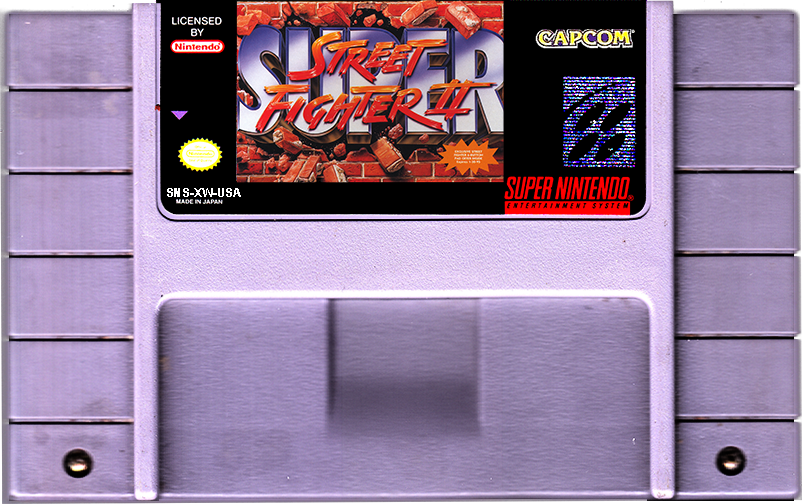 LICENSED
BY
Nintendo®
SUPER
STREET
FIGHTER II
CAPCOM®
SNS-XW-USA
MADE IN JAPAN
SUPER NINTENDO®
ENTERTAINMENT SYSTEM